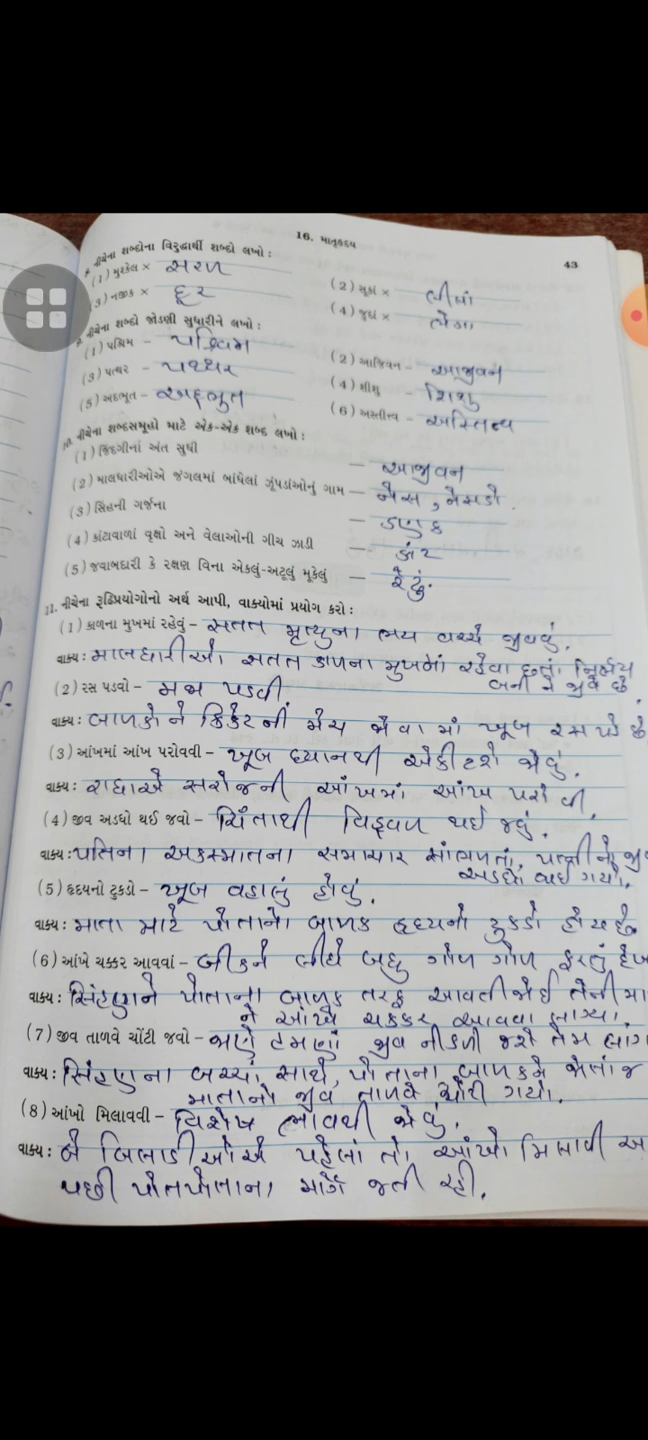 16. માતૃહૃદય
43
નીચેના શબ્દોના વિરુદ્ધાર્થી શબ્દો લખો :
(1) મુશ્કેલ × સરળ
(2) સૂકાં × લીલાં
(3) નજીક × દૂર
(4) જુદાં × ભેગા
નીચેના શબ્દો જોડણી સુધારીને લખો :
(1) પશ્ચિમ - પશ્ચિમ
(2) આજિવન - આજીવન
(3) પત્થર - પથ્થર
(4) શીશુ - શિશુ
(5) અદભૂત - અદ્ભુત
(6) અસ્તીત્વ - અસ્તિત્વ
10. નીચેના શબ્દસમૂહો માટે એક-એક શબ્દ લખો :
(1) જિંદગીનાં અંત સુધી - આજીવન
(2) માલધારીઓએ જંગલમાં બાંધેલાં ઝૂંપડાંઓનું ગામ - નેસ, નેસડો
(3) સિંહની ગર્જના - ડણક
(4) કાંટાવાળાં વૃક્ષો અને વેલાઓની ગીચ ઝાડી - ઝાંટ
(5) જવાબદારી કે રક્ષણ વિના એકલું-અટૂલું મૂકેલું - રેઢું.
11. નીચેના રૂઢિપ્રયોગોનો અર્થ આપી, વાક્યોમાં પ્રયોગ કરો :
(1) કાળના મુખમાં રહેવું - સતત મૃત્યુના ભય વચ્ચે જીવવું.
વાક્ય : માલધારીઓ સતત કાળના મુખમાં રહેવા છતાં નિર્ભય
બની ને જીવે છે.
(2) રસ પડવો - મજા પડવી
વાક્ય : બાળકોને ક્રિકેટની મેચ જોવામાં ખૂબ રસ પડે છે
(3) આંખમાં આંખ પરોવવી - ખૂબ ધ્યાનથી એકીટશે જોવું.
વાક્ય : રાધાએ સરોજની આંખમાં આંખ પરોવી.
(4) જીવ અડધો થઈ જવો - ચિંતાથી વિહ્વળ થઈ જવું.
વાક્ય : પતિના અકસ્માતના સમાચાર સાંભળતાં, પત્નીનો જીવ
અડધો થઈ ગયો.
(5) હૃદયનો ટુકડો - ખૂબ વહાલું હોવું.
વાક્ય : માતા માટે પોતાનો બાળક હૃદયનો ટુકડો હોય છે.
(6) આંખે ચક્કર આવવાં - બીકને લીધે બધુ ગોળ ગોળ ફરતું
વાક્ય : સિંહણને પોતાના બાળક તરફ આવતી જોઈ તેની મા
ને આંખે ચક્કર આવવા લાગ્યા.
(7) જીવ તાળવે ચોંટી જવો - જાણે હમણાં જીવ નીકળી જશે તેમ
વાક્ય : સિંહણના બચ્ચાં સાથે, પોતાના બાળકને જોતાં જ
માતાનો જીવ તાળવે ચોંટી ગયો.
(8) આંખો મિલાવવી - વિશેષ ભાવથી જોવું.
વાક્ય : બે બિલાડીઓએ પહેલાં તો આંખો મિલાવી
પછી પોતપોતાના માર્ગે જતી રહી.